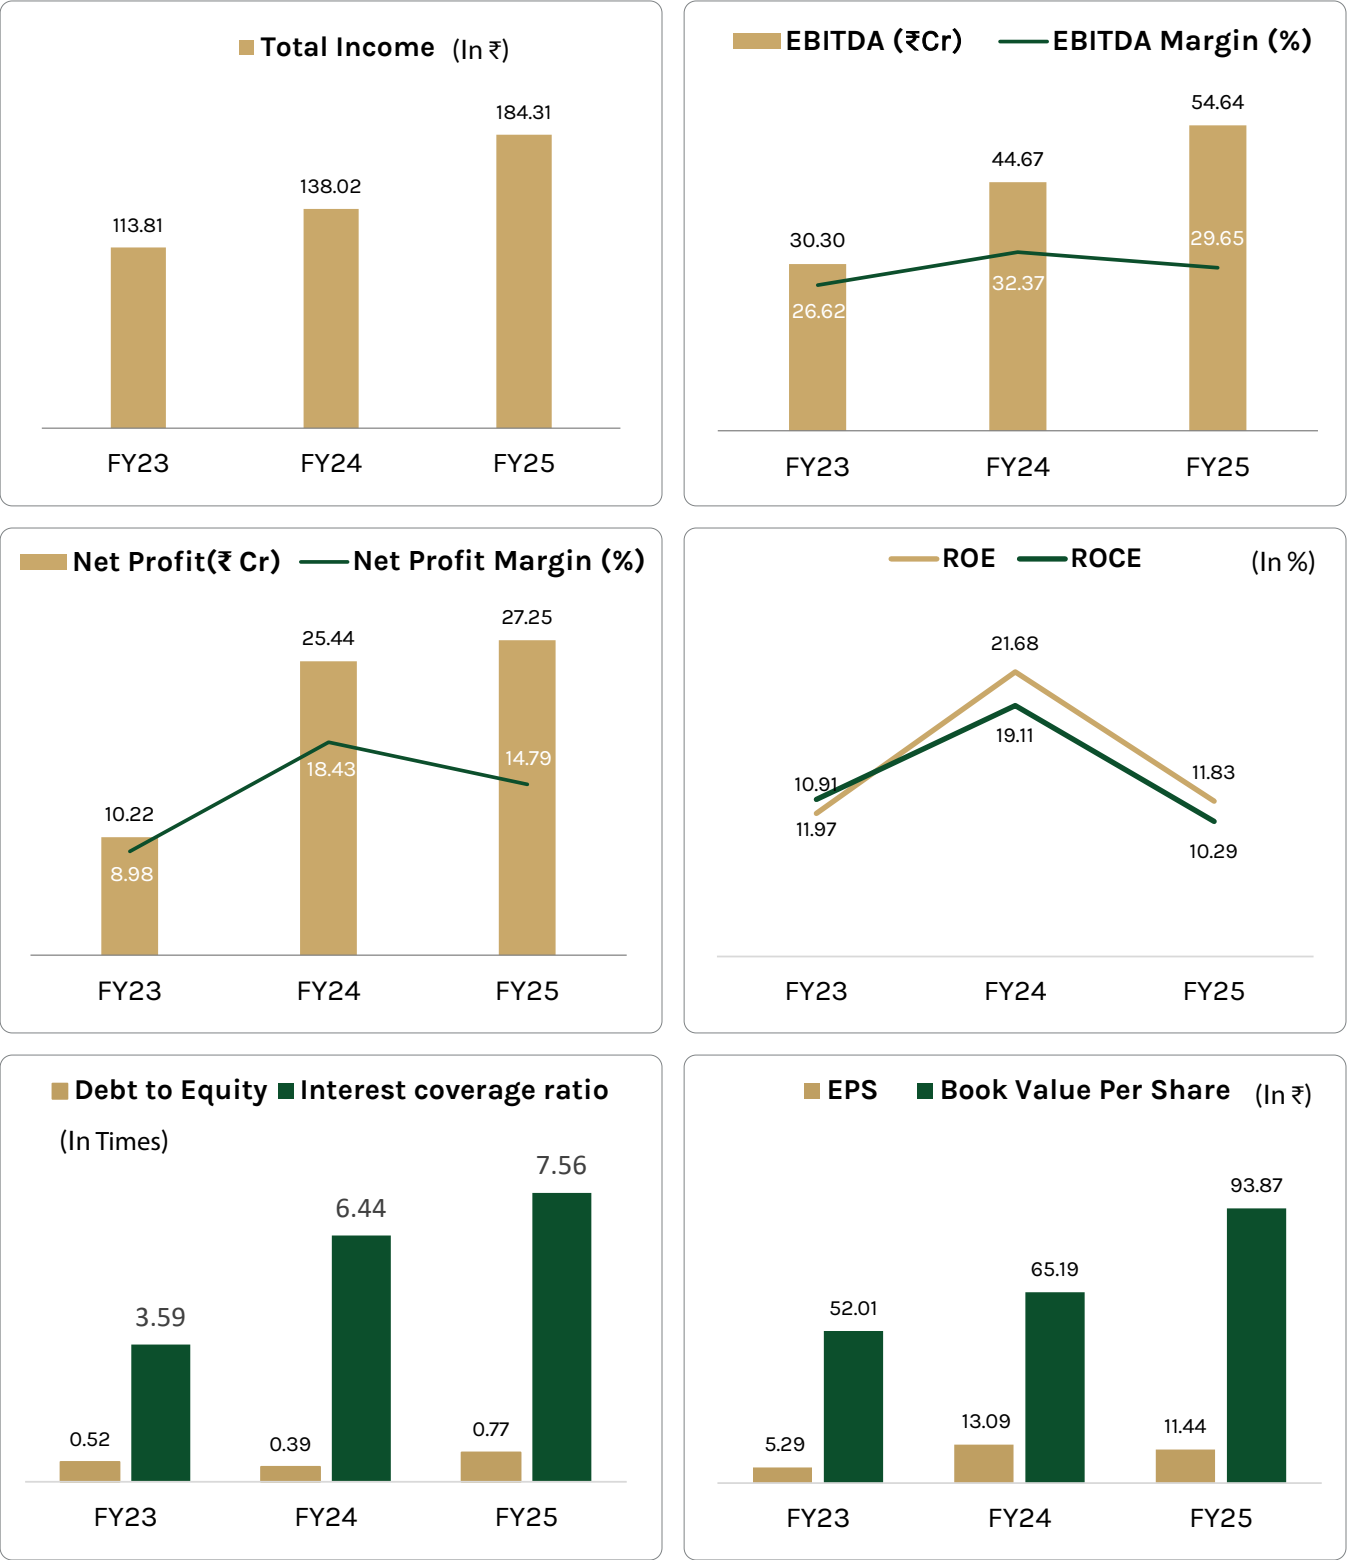 Total Income (In ₹)
184.31
138.02
113.81
FY23 FY24 FY25
EBITDA (₹Cr) EBITDA Margin (%)
54.64
44.67
30.30
29.65
32.37
26.62
FY23 FY24 FY25
Net Profit(₹ Cr) Net Profit Margin (%)
27.25
25.44
10.22
14.79
18.43
8.98
FY23 FY24 FY25
ROE ROCE (In %)
21.68
19.11
10.91
11.97
11.83
10.29
FY23 FY24 FY25
Debt to Equity Interest coverage ratio
(In Times)
7.56
6.44
3.59
0.52 0.39 0.77
FY23 FY24 FY25
EPS Book Value Per Share (In ₹)
93.87
65.19
52.01
5.29 13.09 11.44
FY23 FY24 FY25